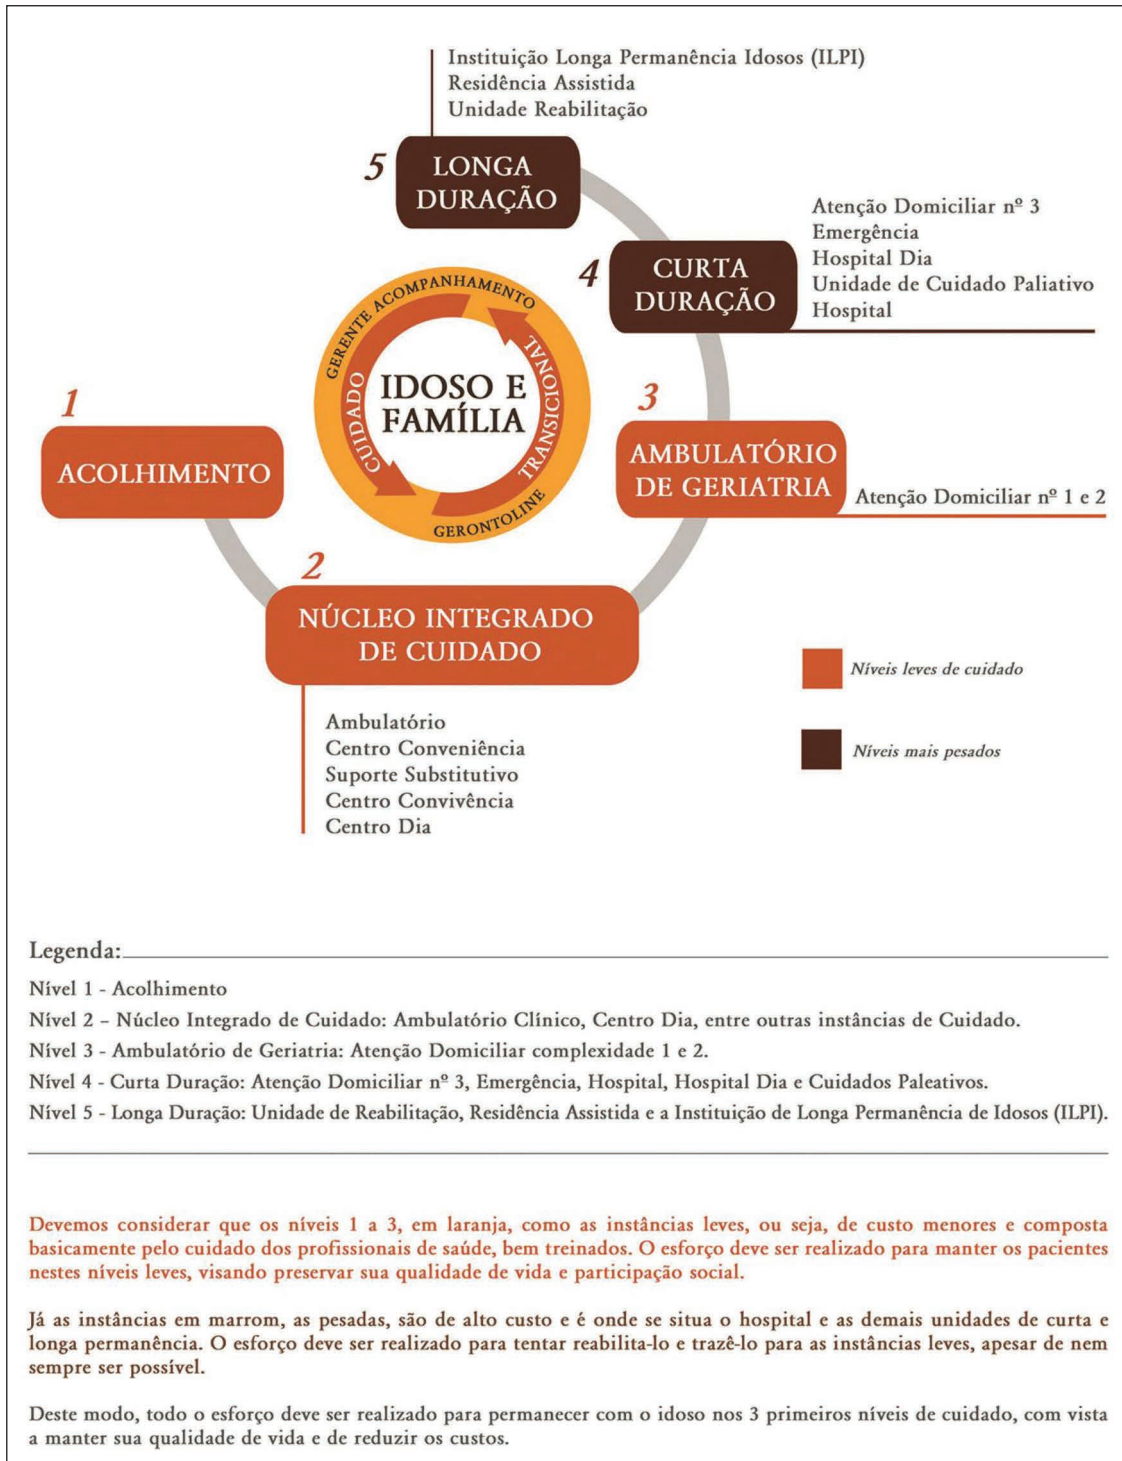 Instituição Longa Permanência Idosos (ILPI)
Residência Assistida
Unidade Reabilitação
5
LONGA
DURAÇÃO
Atenção Domiciliar nº 3
Emergência
Hospital Dia
Unidade de Cuidado Paliativo
Hospital
4
CURTA
DURAÇÃO
GERENTE ACOMPANHAMENTO
CUIDADO
TRANSICIONAL
IDOSO E
FAMÍLIA
GERONTOLINE
1
ACOLHIMENTO
3
AMBULATÓRIO
DE GERIATRIA
Atenção Domiciliar nº 1 e 2
2
NÚCLEO INTEGRADO
DE CUIDADO
Níveis leves de cuidado
Níveis mais pesados
Ambulatório
Centro Conveniência
Suporte Substitutivo
Centro Convivência
Centro Dia
Legenda:
Nível 1 - Acolhimento
Nível 2 – Núcleo Integrado de Cuidado: Ambulatório Clínico, Centro Dia, entre outras instâncias de Cuidado.
Nível 3 - Ambulatório de Geriatria: Atenção Domiciliar complexidade 1 e 2.
Nível 4 - Curta Duração: Atenção Domiciliar nº 3, Emergência, Hospital, Hospital Dia e Cuidados Paleativos.
Nível 5 - Longa Duração: Unidade de Reabilitação, Residência Assistida e a Instituição de Longa Permanência de Idosos (ILPI).
Devemos considerar que os níveis 1 a 3, em laranja, como as instâncias leves, ou seja, de custo menores e composta
basicamente pelo cuidado dos profissionais de saúde, bem treinados. O esforço deve ser realizado para manter os pacientes
nestes níveis leves, visando preservar sua qualidade de vida e participação social.
Já as instâncias em marrom, as pesadas, são de alto custo e é onde se situa o hospital e as demais unidades de curta e
longa permanência. O esforço deve ser realizado para tentar reabilita-lo e trazê-lo para as instâncias leves, apesar de nem
sempre ser possível.
Deste modo, todo o esforço deve ser realizado para permanecer com o idoso nos 3 primeiros níveis de cuidado, com vista
a manter sua qualidade de vida e de reduzir os custos.